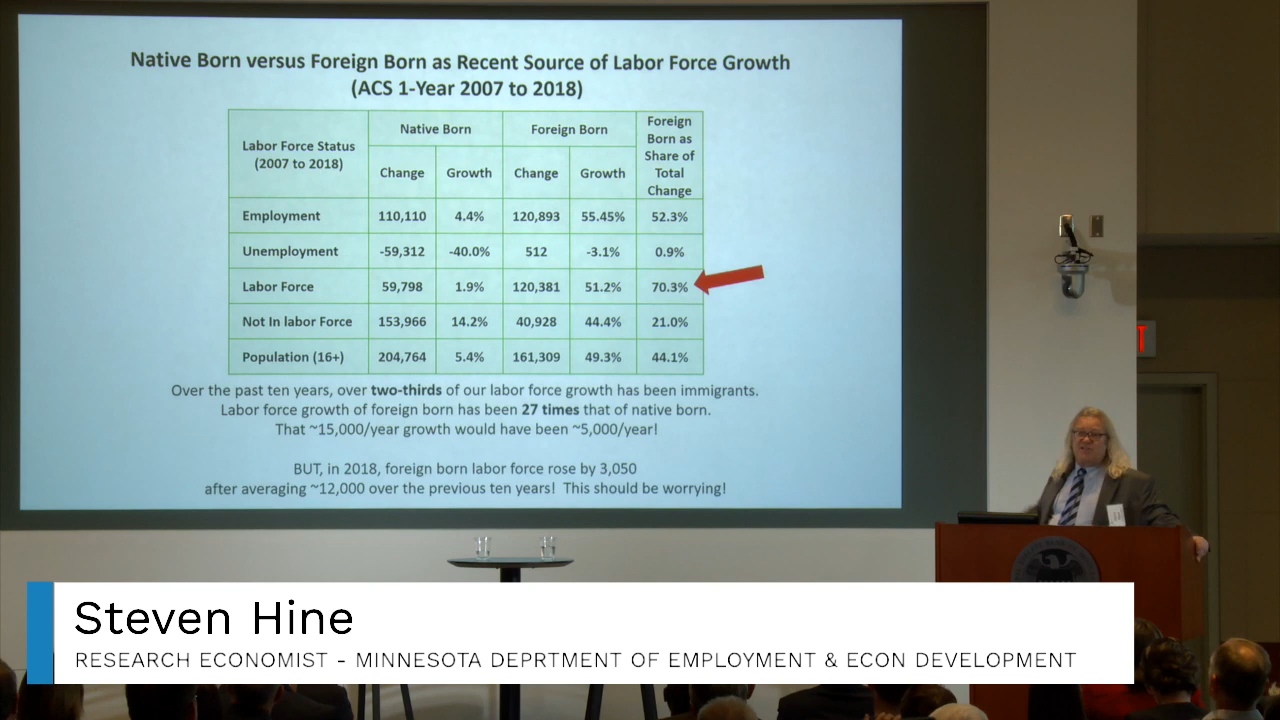 Native Born versus Foreign Born as Recent Source of Labor Force Growth
(ACS 1-Year 2007 to 2018)
Labor Force Status
(2007 to 2018)
Native Born
Foreign Born
Foreign
Born as
Share of
Total
Change
Change
Growth
Change
Growth
Employment 110,110 4.4% 120,893 55.45% 52.3%
Unemployment -59,312 -40.0% 512 -3.1% 0.9%
Labor Force 59,798 1.9% 120,381 51.2% 70.3%
Not In labor Force 153,966 14.2% 40,928 44.4% 21.0%
Population (16+) 204,764 5.4% 161,309 49.3% 44.1%
Over the past ten years, over two-thirds of our labor force growth has been immigrants.
Labor force growth of foreign born has been 27 times that of native born.
That ~15,000/year growth would have been ~5,000/year!
BUT, in 2018, foreign born labor force rose by 3,050
after averaging ~12,000 over the previous ten years! This should be worrying!
Steven Hine
RESEARCH ECONOMIST - MINNESOTA DEPRTMENT OF EMPLOYMENT & ECON DEVELOPMENT